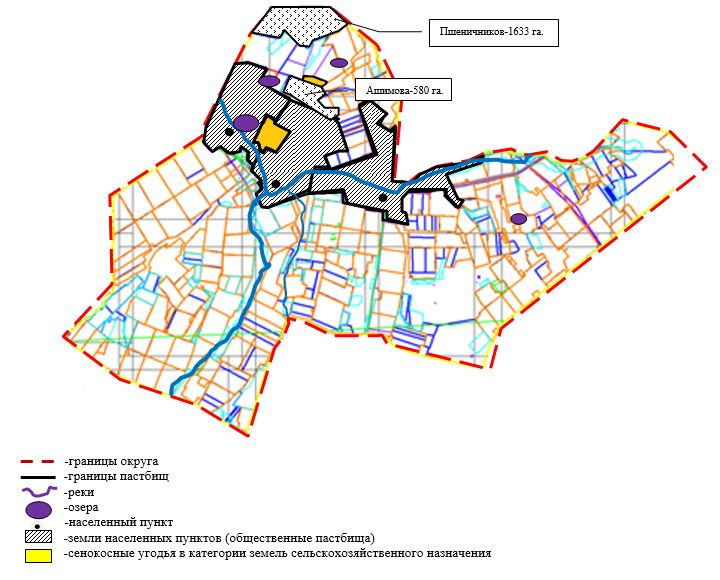 Пшеничников-1633 га.
Ашимова-580 га.
-границы округа
-границы пастбищ
-реки
-озера
-населенный пункт
-земли населенных пунктов (общественные пастбища)
-сенокосные угодья в категории земель сельскохозяйственного назначения